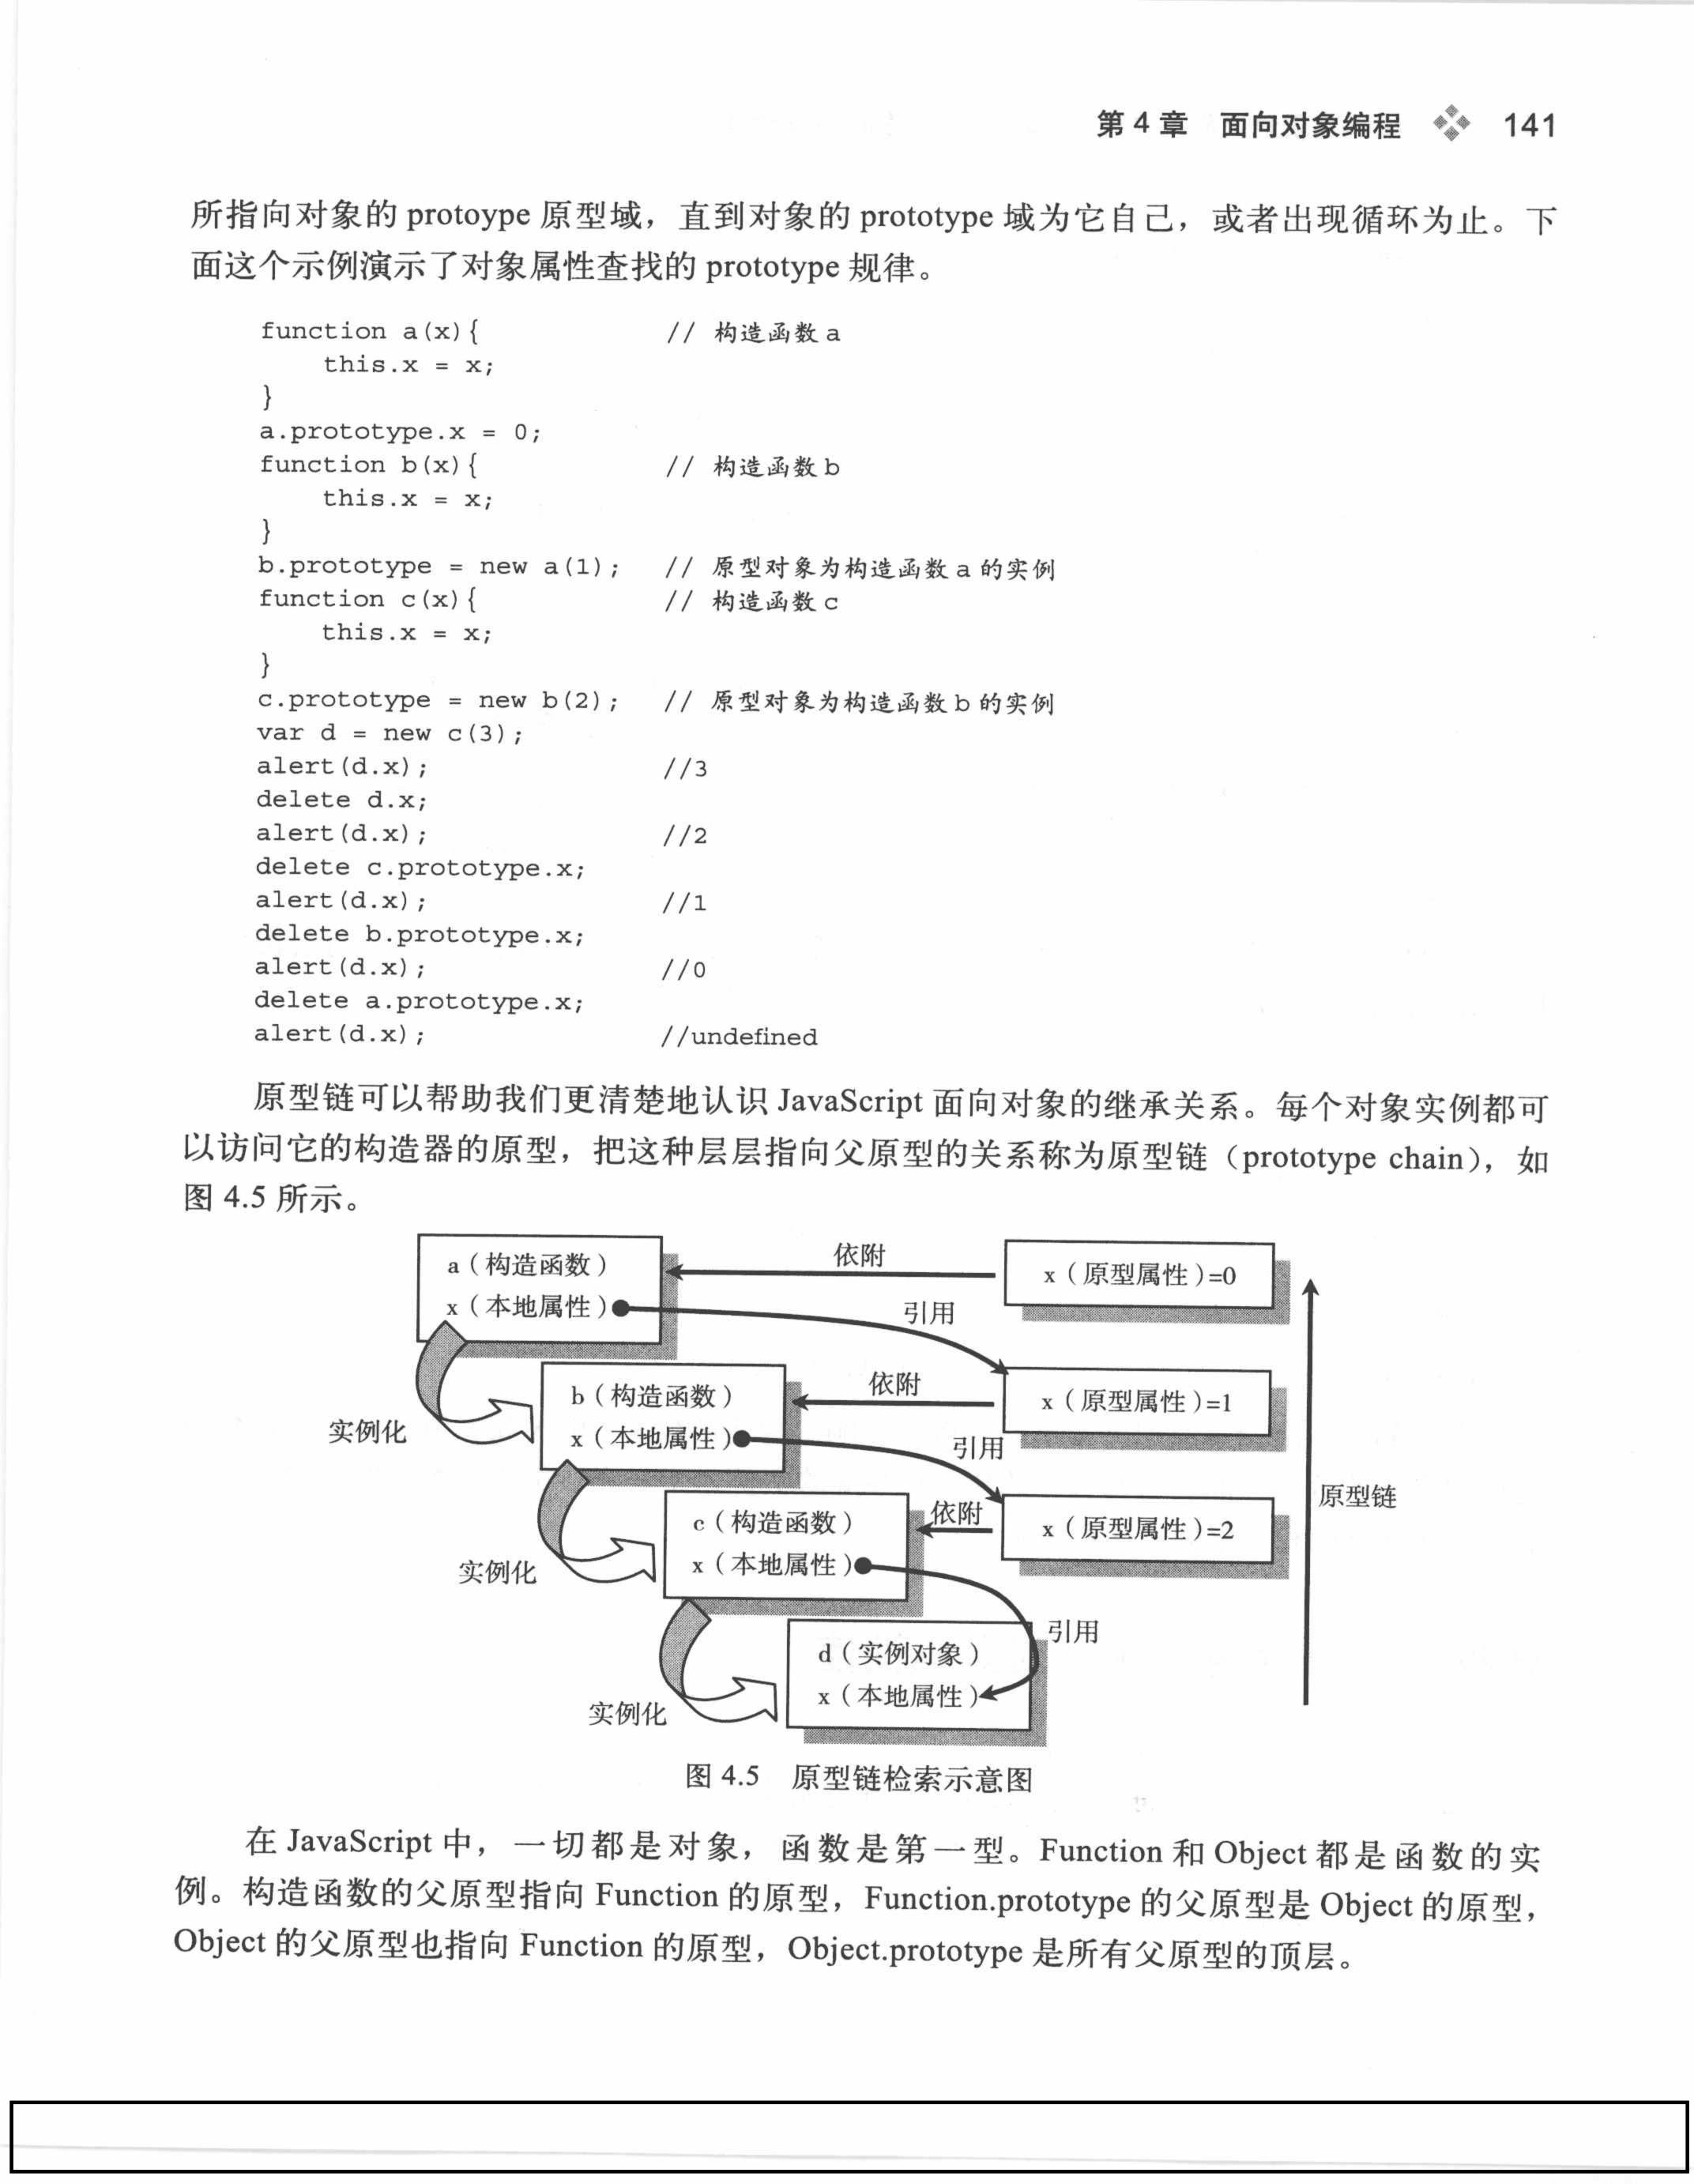 第 4 章　面向对象编程　141
所指向对象的 protoype 原型域，直到对象的 prototype 域为它自己，或者出现循环为止。下
面这个示例演示了对象属性查找的 prototype 规律。
function a(x){ // 构造函数 a
    this.x = x;
}
a.prototype.x = 0;
function b(x){ // 构造函数 b
    this.x = x;
}
b.prototype = new a(1); // 原型对象为构造函数 a 的实例
function c(x){ // 构造函数 c
    this.x = x;
}
c.prototype = new b(2); // 原型对象为构造函数 b 的实例
var d = new c(3);
alert(d.x); //3
delete d.x;
alert(d.x); //2
delete c.prototype.x;
alert(d.x); //1
delete b.prototype.x;
alert(d.x); //0
delete a.prototype.x;
alert(d.x); //undefined
原型链可以帮助我们更清楚地认识 JavaScript 面向对象的继承关系。每个对象实例都可
以访问它的构造器的原型，把这种层层指向父原型的关系称为原型链（prototype chain），如
图 4.5 所示。
a（构造函数）
x（本地属性）
依附
x（原型属性）=0
引用
实例化
b（构造函数）
x（本地属性）
依附
x（原型属性）=1
引用
实例化
c（构造函数）
x（本地属性）
依附
x（原型属性）=2
原型链
引用
实例化
d（实例对象）
x（本地属性）
图 4.5　原型链检索示意图
在 JavaScript 中，一切都是对象，函数是第一型。Function 和 Object 都是函数的实
例。构造函数的父原型指向 Function 的原型，Function.prototype 的父原型是 Object 的原型，
Object 的父原型也指向 Function 的原型，Object.prototype 是所有父原型的顶层。